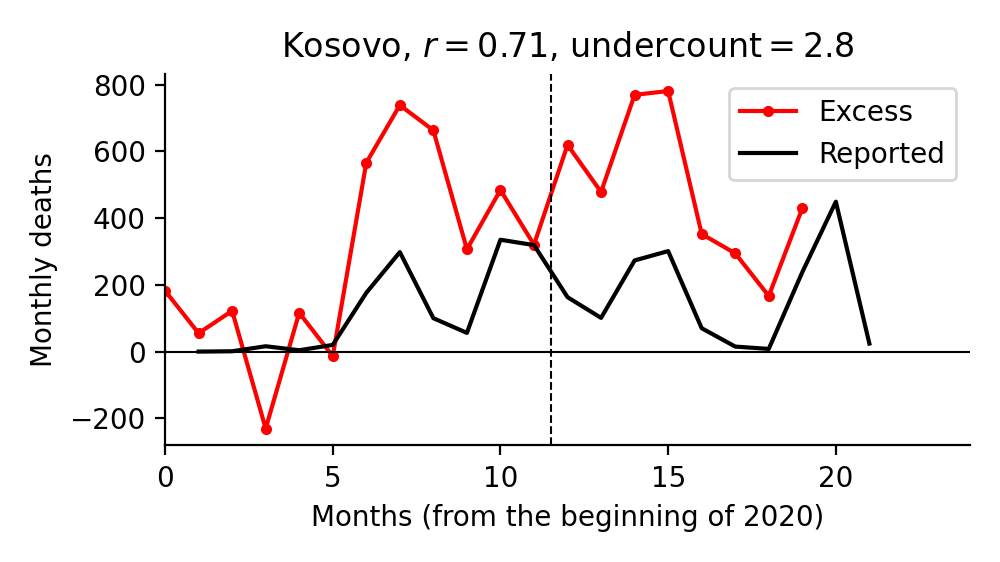 Kosovo, r = 0.71, undercount = 2.8
Excess
Reported
Monthly deaths
800
600
400
200
0
−200
0 5 10 15 20
Months (from the beginning of 2020)